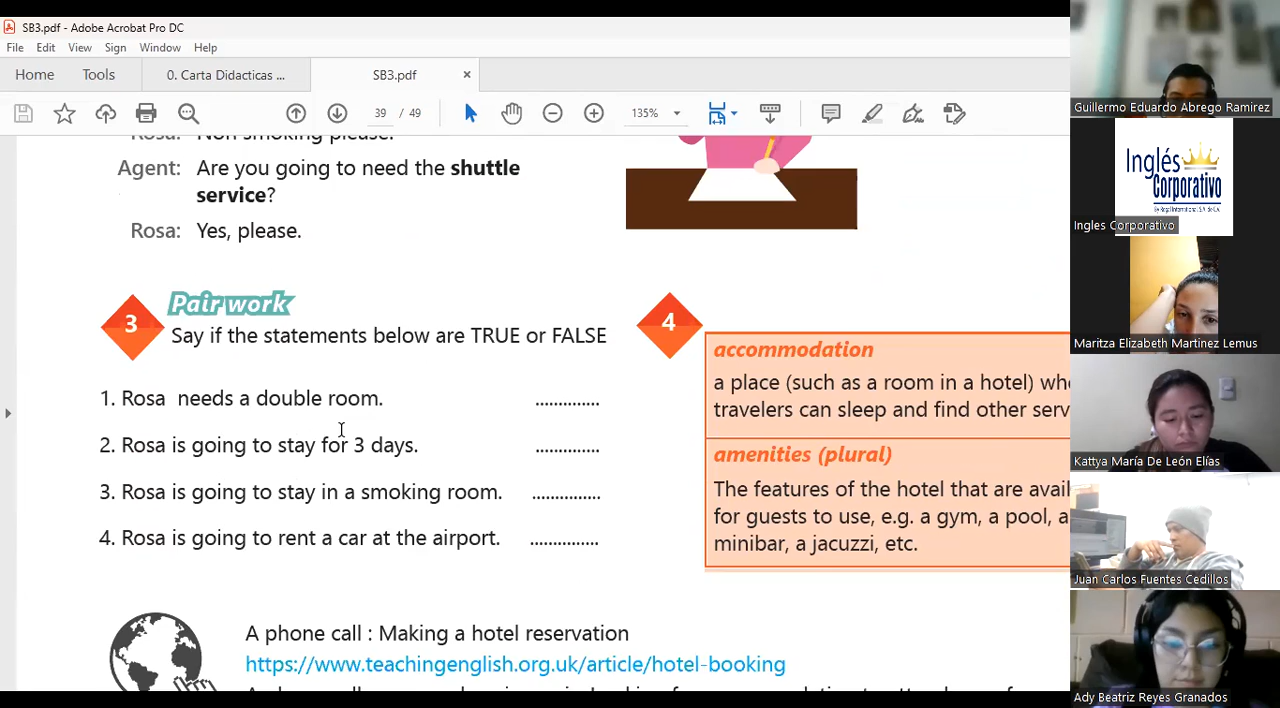 SB3.pdf - Adobe Acrobat Pro DC
File Edit View Sign Window Help
Home Tools 0. Carta Didacticas ... SB3.pdf ×
39 / 49 135%
Rosa: Non smoking please.
Agent: Are you going to need the shuttle
service?
Rosa: Yes, please.
3 Pair work
Say if the statements below are TRUE or FALSE
1. Rosa needs a double room. ..............
2. Rosa is going to stay for 3 days. ..............
3. Rosa is going to stay in a smoking room. ..............
4. Rosa is going to rent a car at the airport. ..............
4
accommodation
a place (such as a room in a hotel)
travelers can sleep and find other
amenities (plural)
The features of the hotel that are
for guests to use, e.g. a gym, a pool, a
minibar, a jacuzzi, etc.
A phone call : Making a hotel reservation
https://www.teachingenglish.org.uk/article/hotel-booking
Guillermo Eduardo Abrego Ramirez
Inglés
Corporativo
Ingles Corporativo
Maritza Elizabeth Martinez Lemus
Kattya María De León Elías
Juan Carlos Fuentes Cedillos
Ady Beatriz Reyes Granados